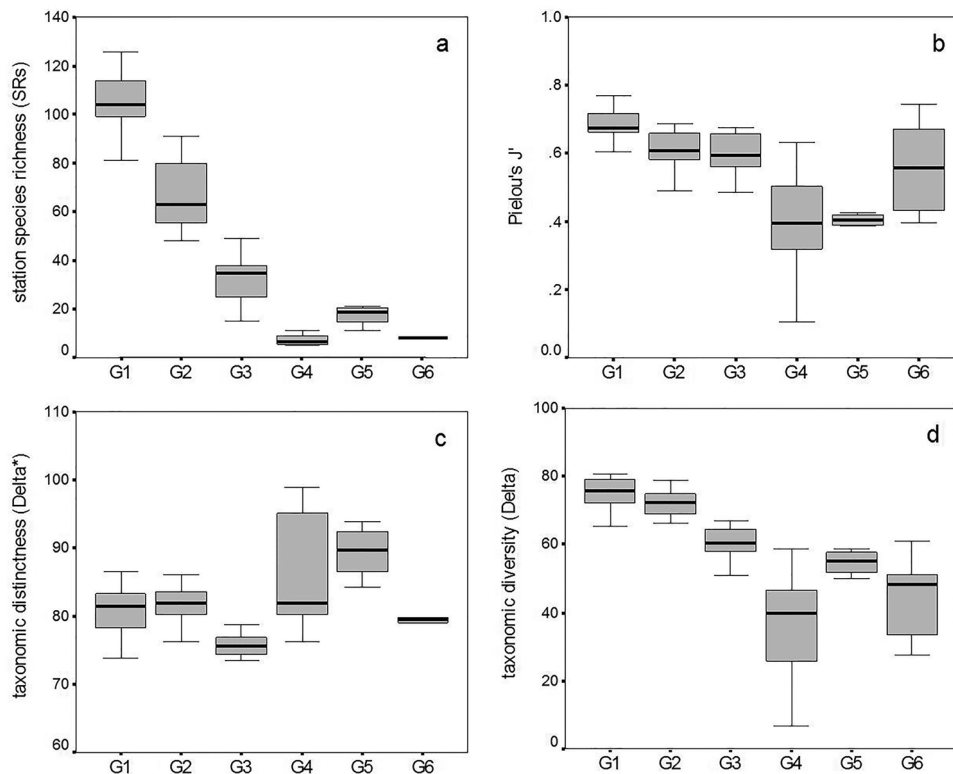 a
station species richness (SRs)
140
120
100
80
60
40
20
0
G1 G2 G3 G4 G5 G6
b
Pielou's J'
1.0
.8
.6
.4
.2
0.0
G1 G2 G3 G4 G5 G6
c
taxonomic distinctness (Delta*)
110
100
90
80
70
60
G1 G2 G3 G4 G5 G6
d
taxonomic diversity (Delta)
100
80
60
40
20
0
G1 G2 G3 G4 G5 G6